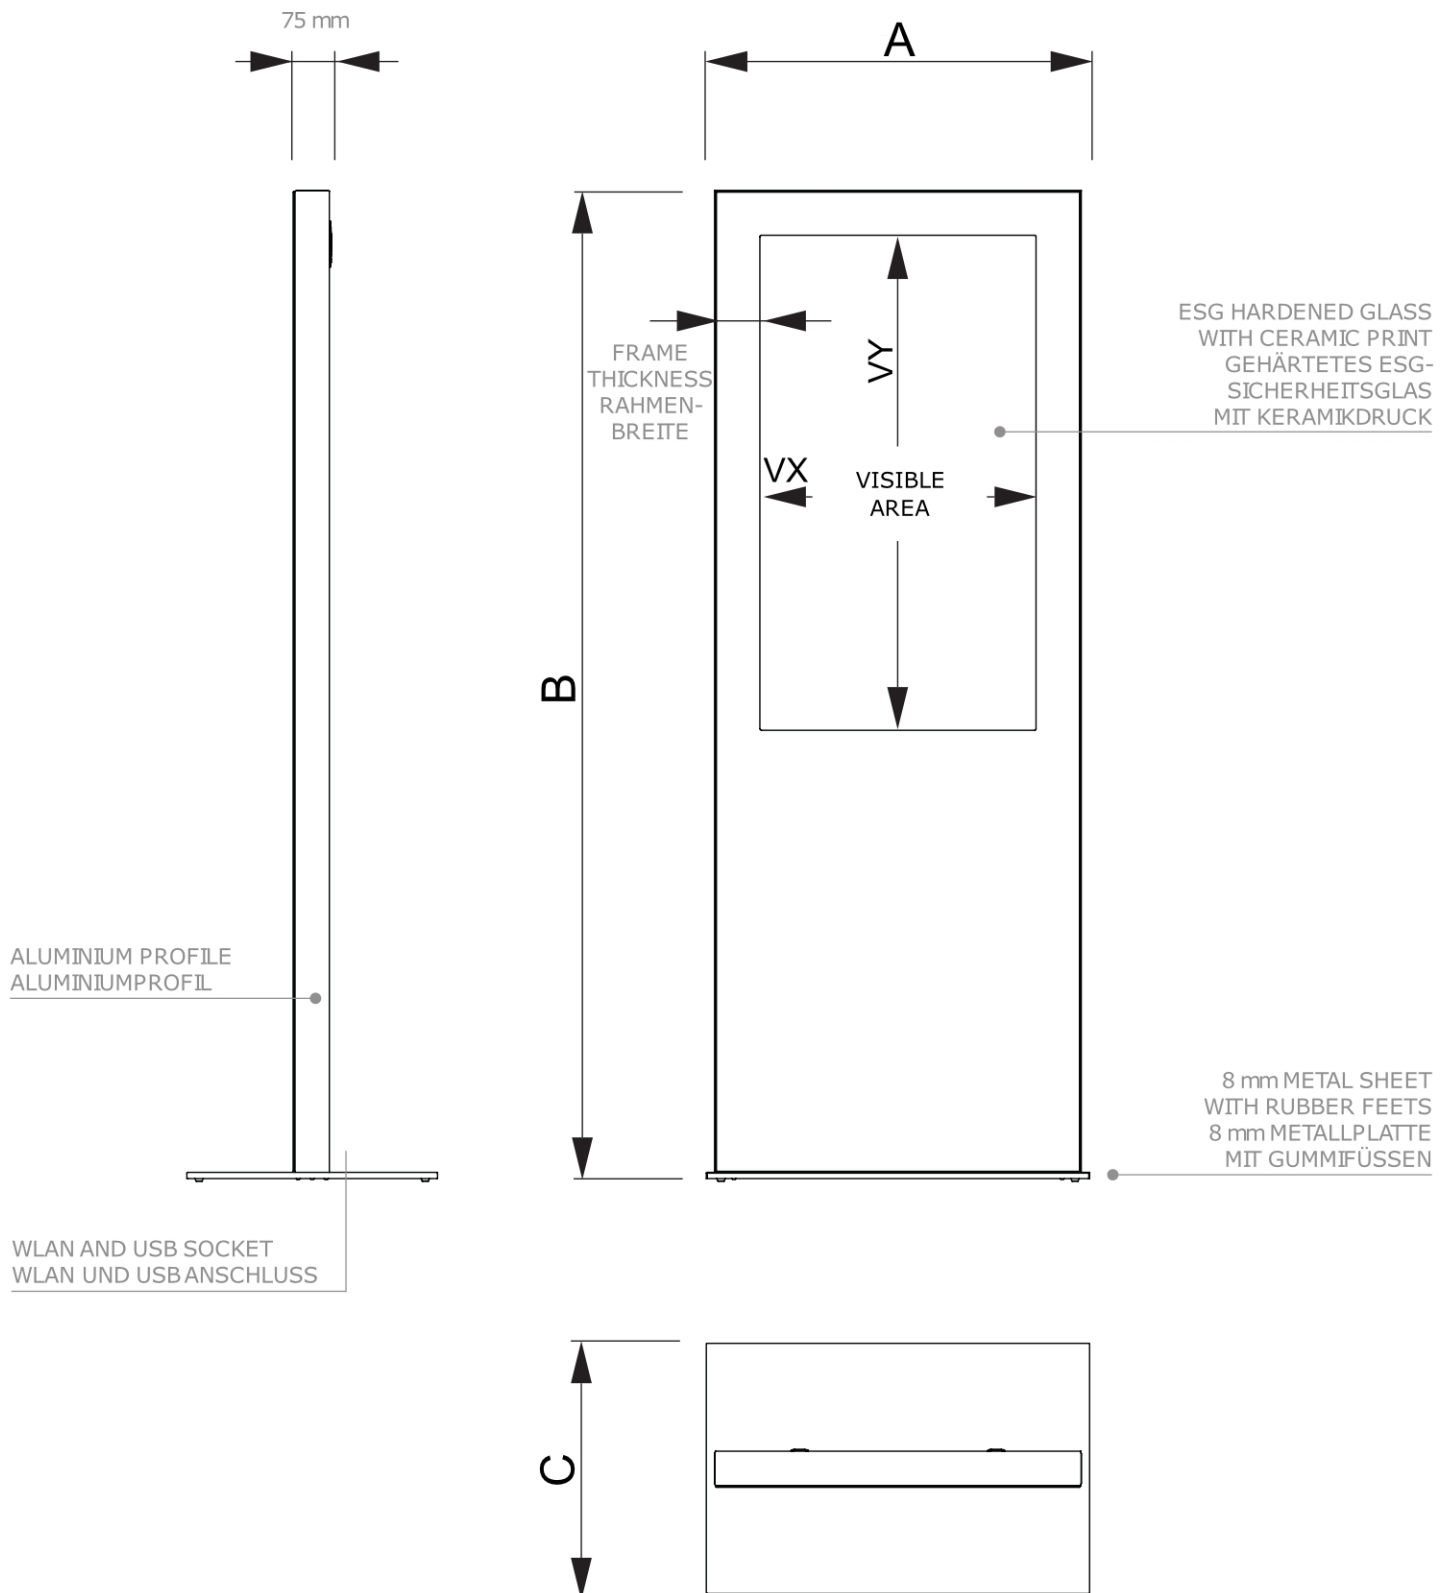 75 mm
A
FRAME
THICKNESS
RAHMEN-
BREITE
VY
VX
VISIBLE
AREA
ESG HARDENED GLASS
WITH CERAMIC PRINT
GEHÄRTETES ESG-
SICHERHEITSGLAS
MIT KERAMIKDRUCK
B
ALUMINIUM PROFILE
ALUMINIUMPROFIL
8 mm METAL SHEET
WITH RUBBER FEETS
8 mm METALLPLATTE
MIT GUMMIFÜSSEN
WLAN AND USB SOCKET
WLAN UND USB ANSCHLUSS
C